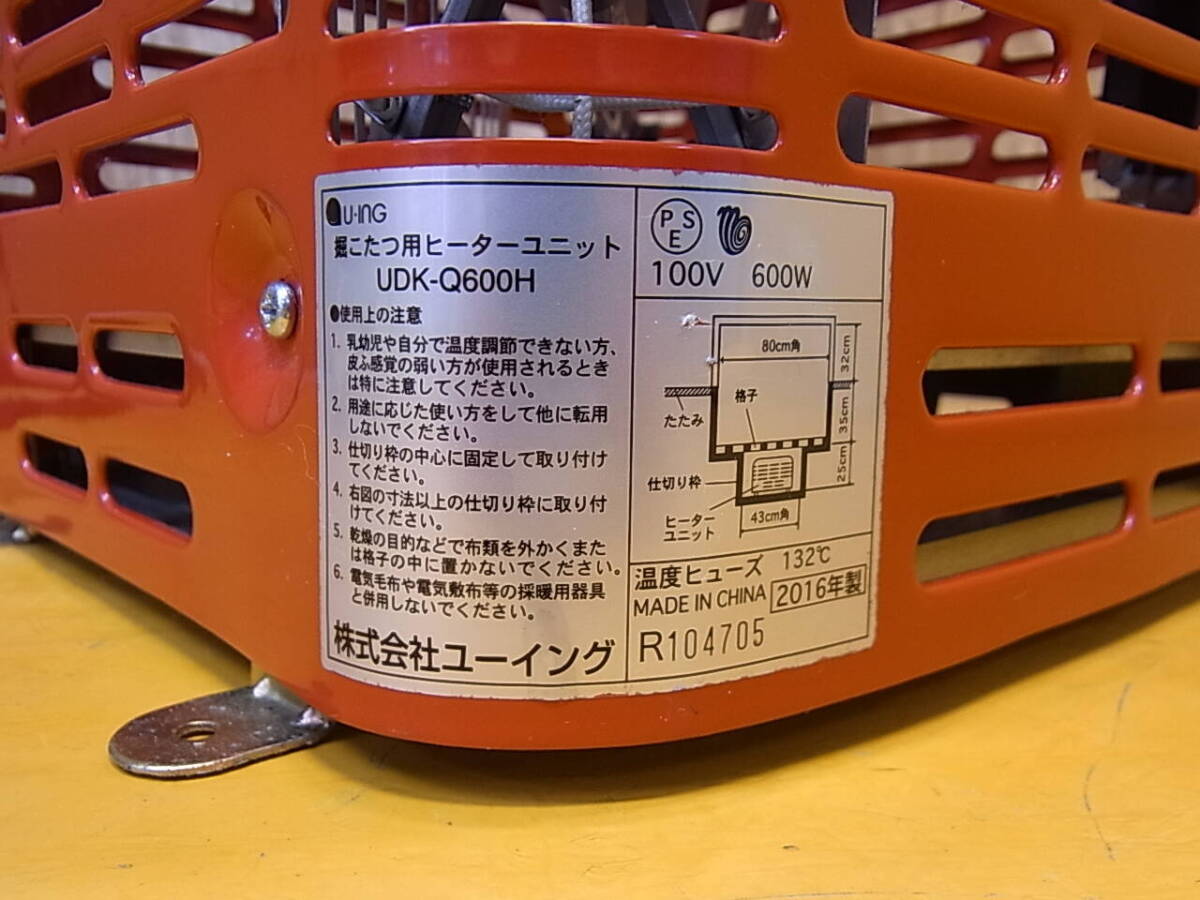 U-ING
掘こたつ用ヒーターユニット
UDK-Q600H
●使用上の注意
1. 乳幼児や自分で温度調節できない方、
皮ふ感覚の弱い方が使用されるとき
は特に注意してください。
2. 用途に応じた使い方をして他に転用
しないでください。
3. 仕切り枠の中心に固定して取り付け
てください。
4. 右図の寸法以上の仕切り枠に取り付
けてください。
5. 乾燥の目的などで布類を外かくまた
は格子の中に置かないでください。
6. 電気毛布や電気敷布等の採暖用器具
と併用しないでください。
株式会社ユーイング
PSE
100V 600W
80cm角
32cm
格子
たたみ
35cm
25cm
仕切り枠
43cm角
ヒーター
ユニット
温度ヒューズ 132℃
MADE IN CHINA 2016年製
R104705